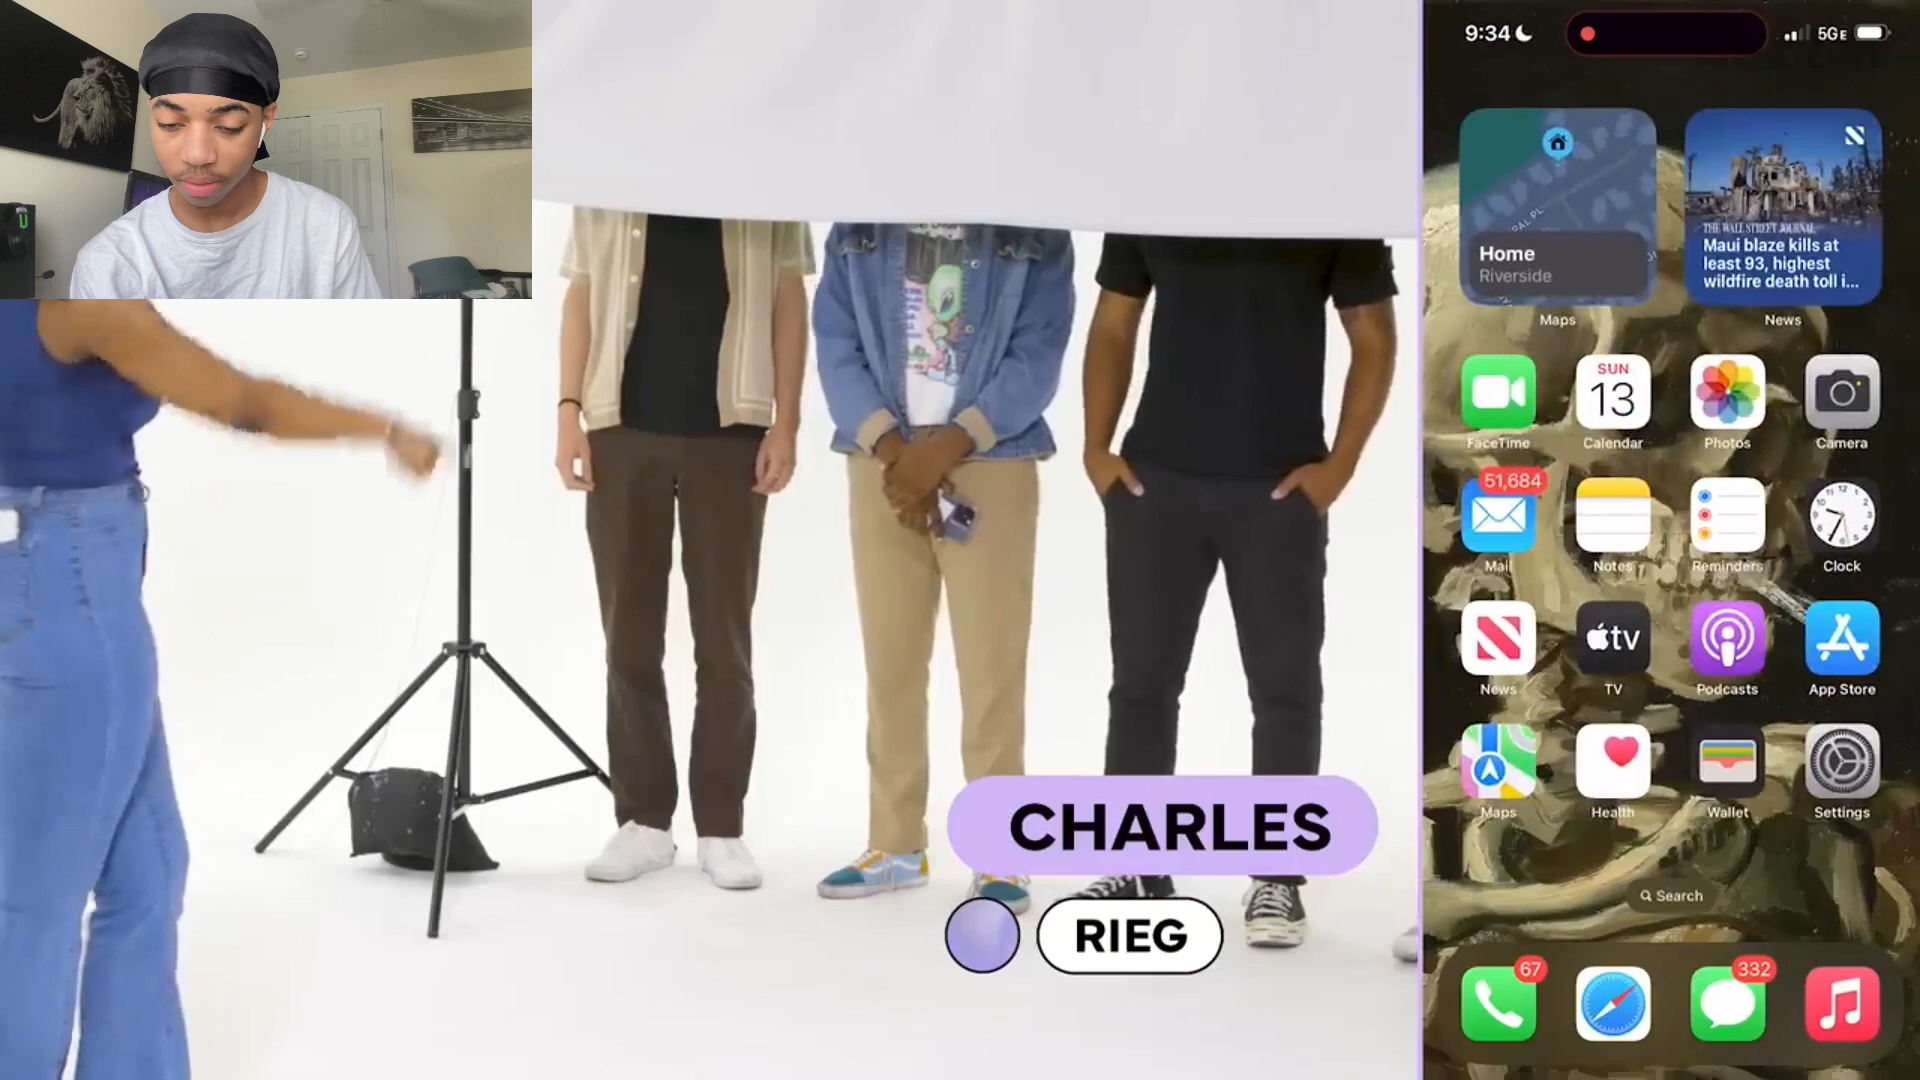 CHARLES
RIEG
9:34
5GE
PAL PL
Home
Riverside
Maps
THE WALL STREET JOURNAL
Maui blaze kills at
least 93, highest
wildfire death toll i...
News
FaceTime
SUN
13
Calendar
Photos
Camera
51,684
Mail
Notes
Reminders
Clock
News
tv
TV
Podcasts
App Store
Maps
Health
Wallet
Settings
Search
67
332